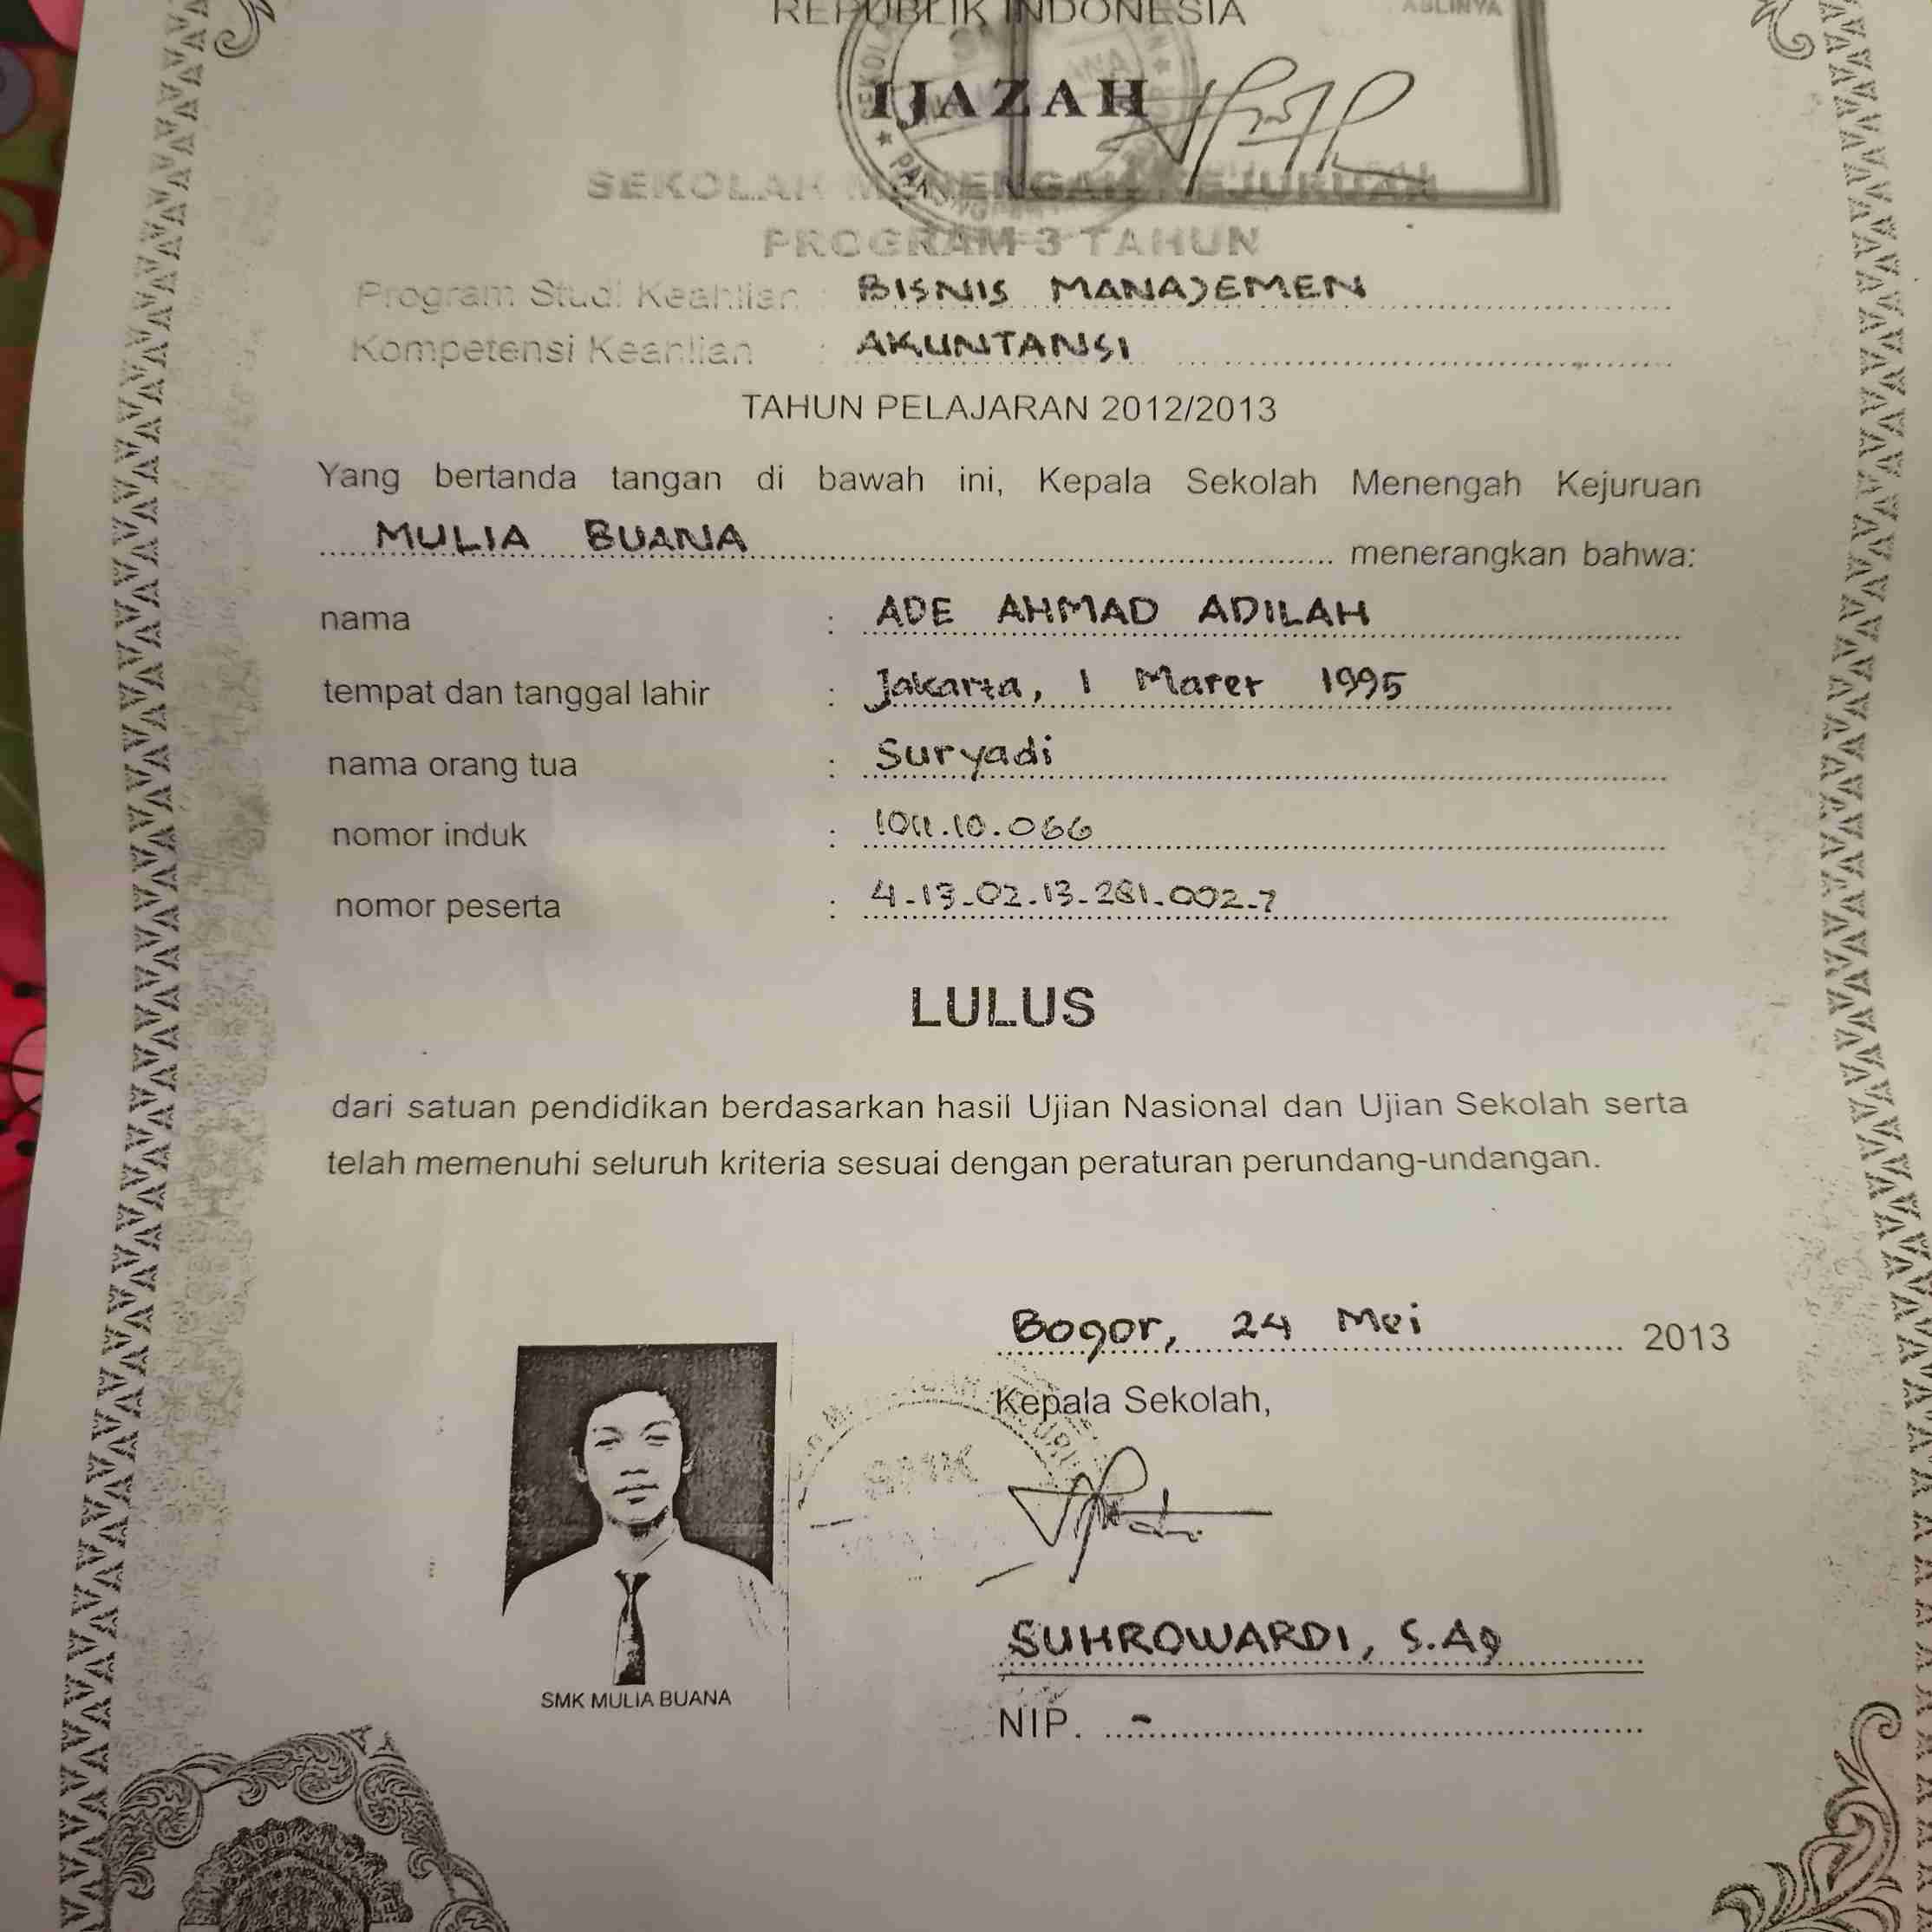 REPUBLIK INDONESIA
ASLINYA
IJAZAH
SEKOLAH MENENGAH KEJURUAN
PROGRAM 3 TAHUN
Program Studi Keahlian : BISNIS MANAJEMEN
Kompetensi Keahlian : AKUNTANSI
TAHUN PELAJARAN 2012/2013
Yang bertanda tangan di bawah ini, Kepala Sekolah Menengah Kejuruan
MULIA BUANA menerangkan bahwa:
nama : ADE AHMAD ADILAH
tempat dan tanggal lahir : Jakarta, 1 Maret 1995
nama orang tua : Suryadi
nomor induk : 1011.10.066
nomor peserta : 4-13-02-13-281-002-7
LULUS
dari satuan pendidikan berdasarkan hasil Ujian Nasional dan Ujian Sekolah serta
telah memenuhi seluruh kriteria sesuai dengan peraturan perundang-undangan.
Bogor, 24 Mei 2013
Kepala Sekolah,
SMK
SUHROWARDI, S.Ag
SMK MULIA BUANA
NIP. -